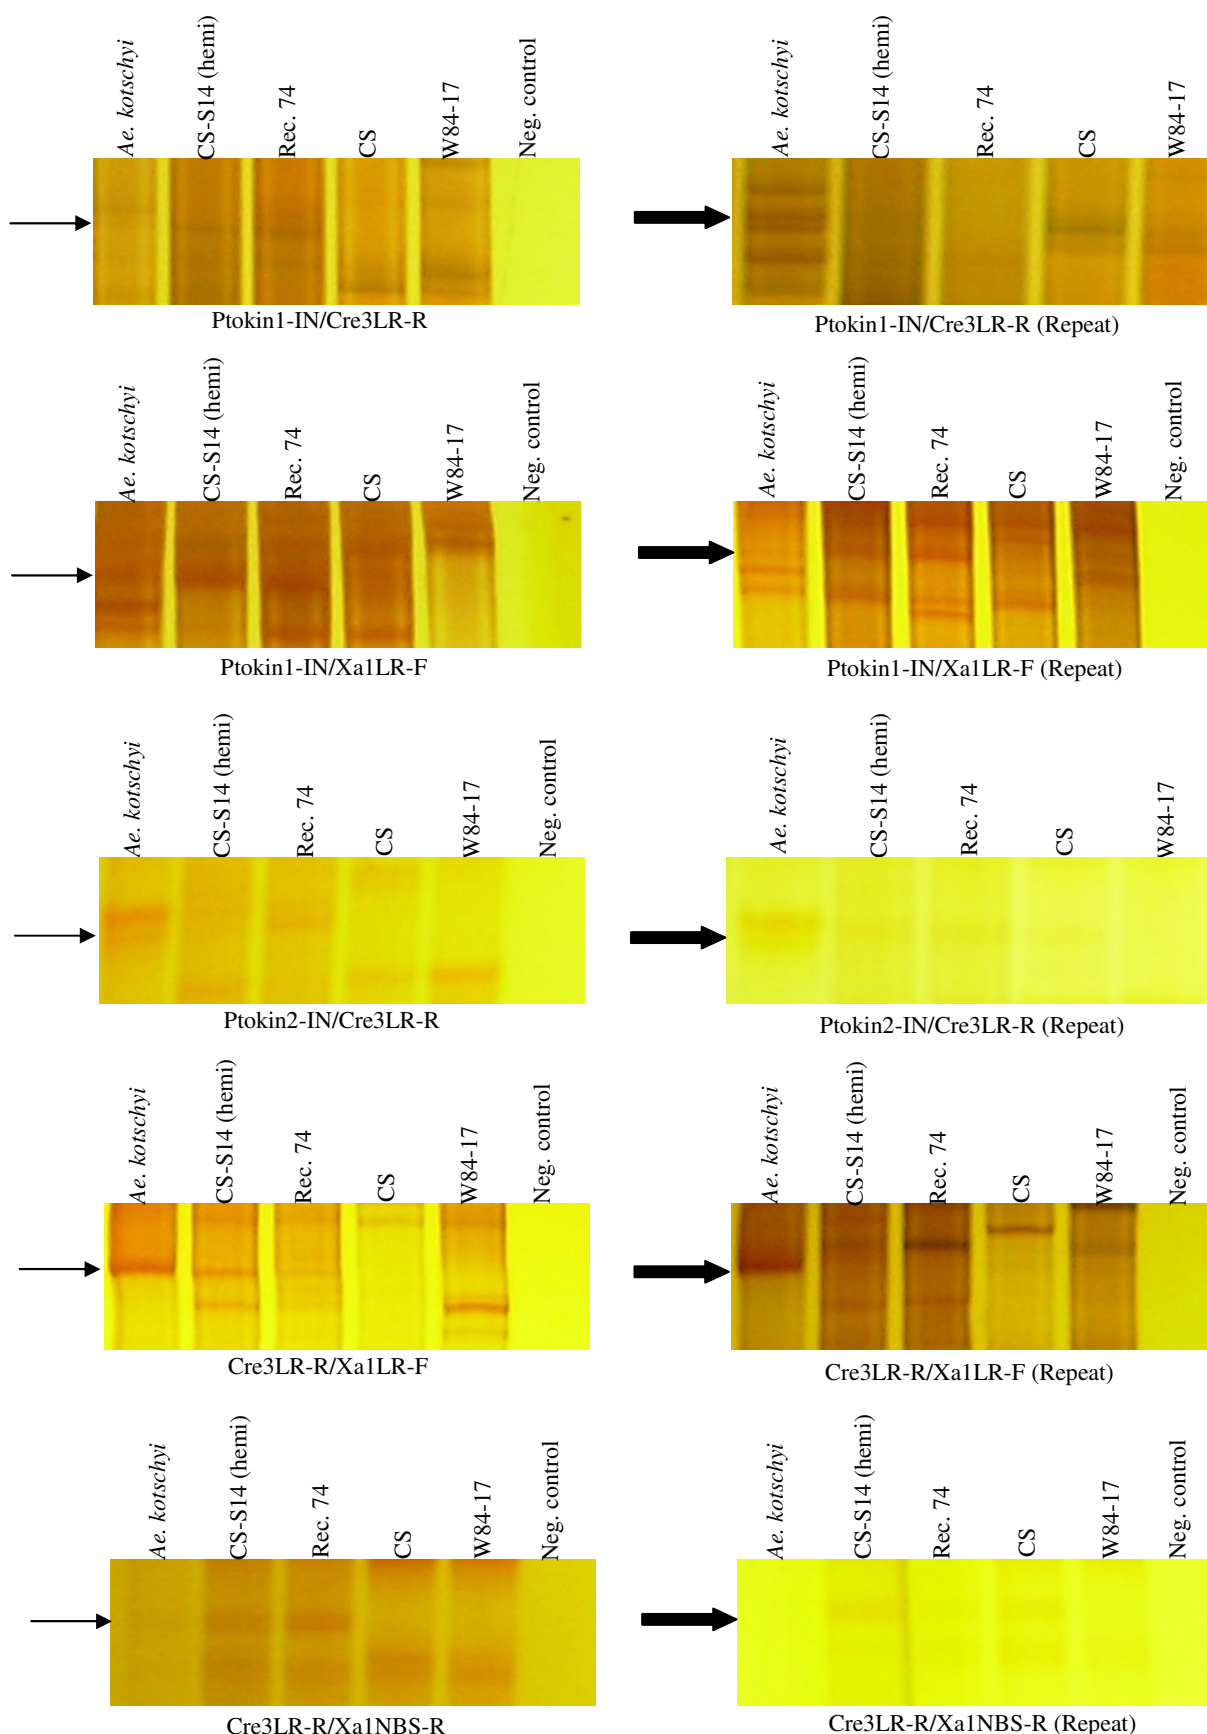 Ae. kotschyi
CS-S14 (hemi)
Rec. 74
CS
W84-17
Neg. control
Ptokin1-IN/Cre3LR-R
Ae. kotschyi
CS-S14 (hemi)
Rec. 74
CS
W84-17
Ptokin1-IN/Cre3LR-R (Repeat)
Ae. kotschyi
CS-S14 (hemi)
Rec. 74
CS
W84-17
Neg. control
Ptokin1-IN/Xa1LR-F
Ae. kotschyi
CS-S14 (hemi)
Rec. 74
CS
W84-17
Neg. control
Ptokin1-IN/Xa1LR-F (Repeat)
Ae. kotschyi
CS-S14 (hemi)
Rec. 74
CS
W84-17
Neg. control
Ptokin2-IN/Cre3LR-R
Ae. kotschyi
CS-S14 (hemi)
Rec. 74
CS
W84-17
Ptokin2-IN/Cre3LR-R (Repeat)
Ae. kotschyi
CS-S14 (hemi)
Rec. 74
CS
W84-17
Neg. control
Cre3LR-R/Xa1LR-F
Ae. kotschyi
CS-S14 (hemi)
Rec. 74
CS
W84-17
Neg. control
Cre3LR-R/Xa1LR-F (Repeat)
Ae. kotschyi
CS-S14 (hemi)
Rec. 74
CS
W84-17
Neg. control
Cre3LR-R/Xa1NBS-R
Ae. kotschyi
CS-S14 (hemi)
Rec. 74
CS
W84-17
Neg. control
Cre3LR-R/Xa1NBS-R (Repeat)